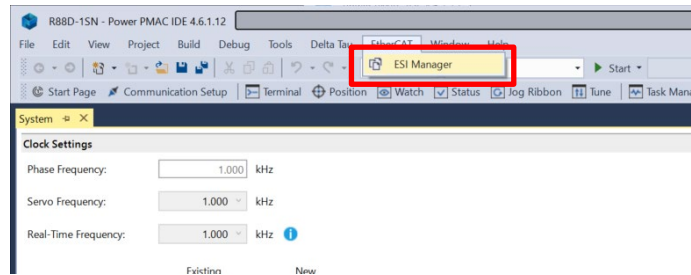 R88D-1SN - Power PMAC IDE 4.6.1.12
File Edit View Project Build Debug Tools Delta Tau EtherCAT Window Help
ESI Manager
Start
Start Page Communication Setup Terminal Position Watch Status Jog Ribbon Tune Task Mana
System
Clock Settings
Phase Frequency: 1.000 kHz
Servo Frequency: 1.000 kHz
Real-Time Frequency: 1.000 kHz
Existing New